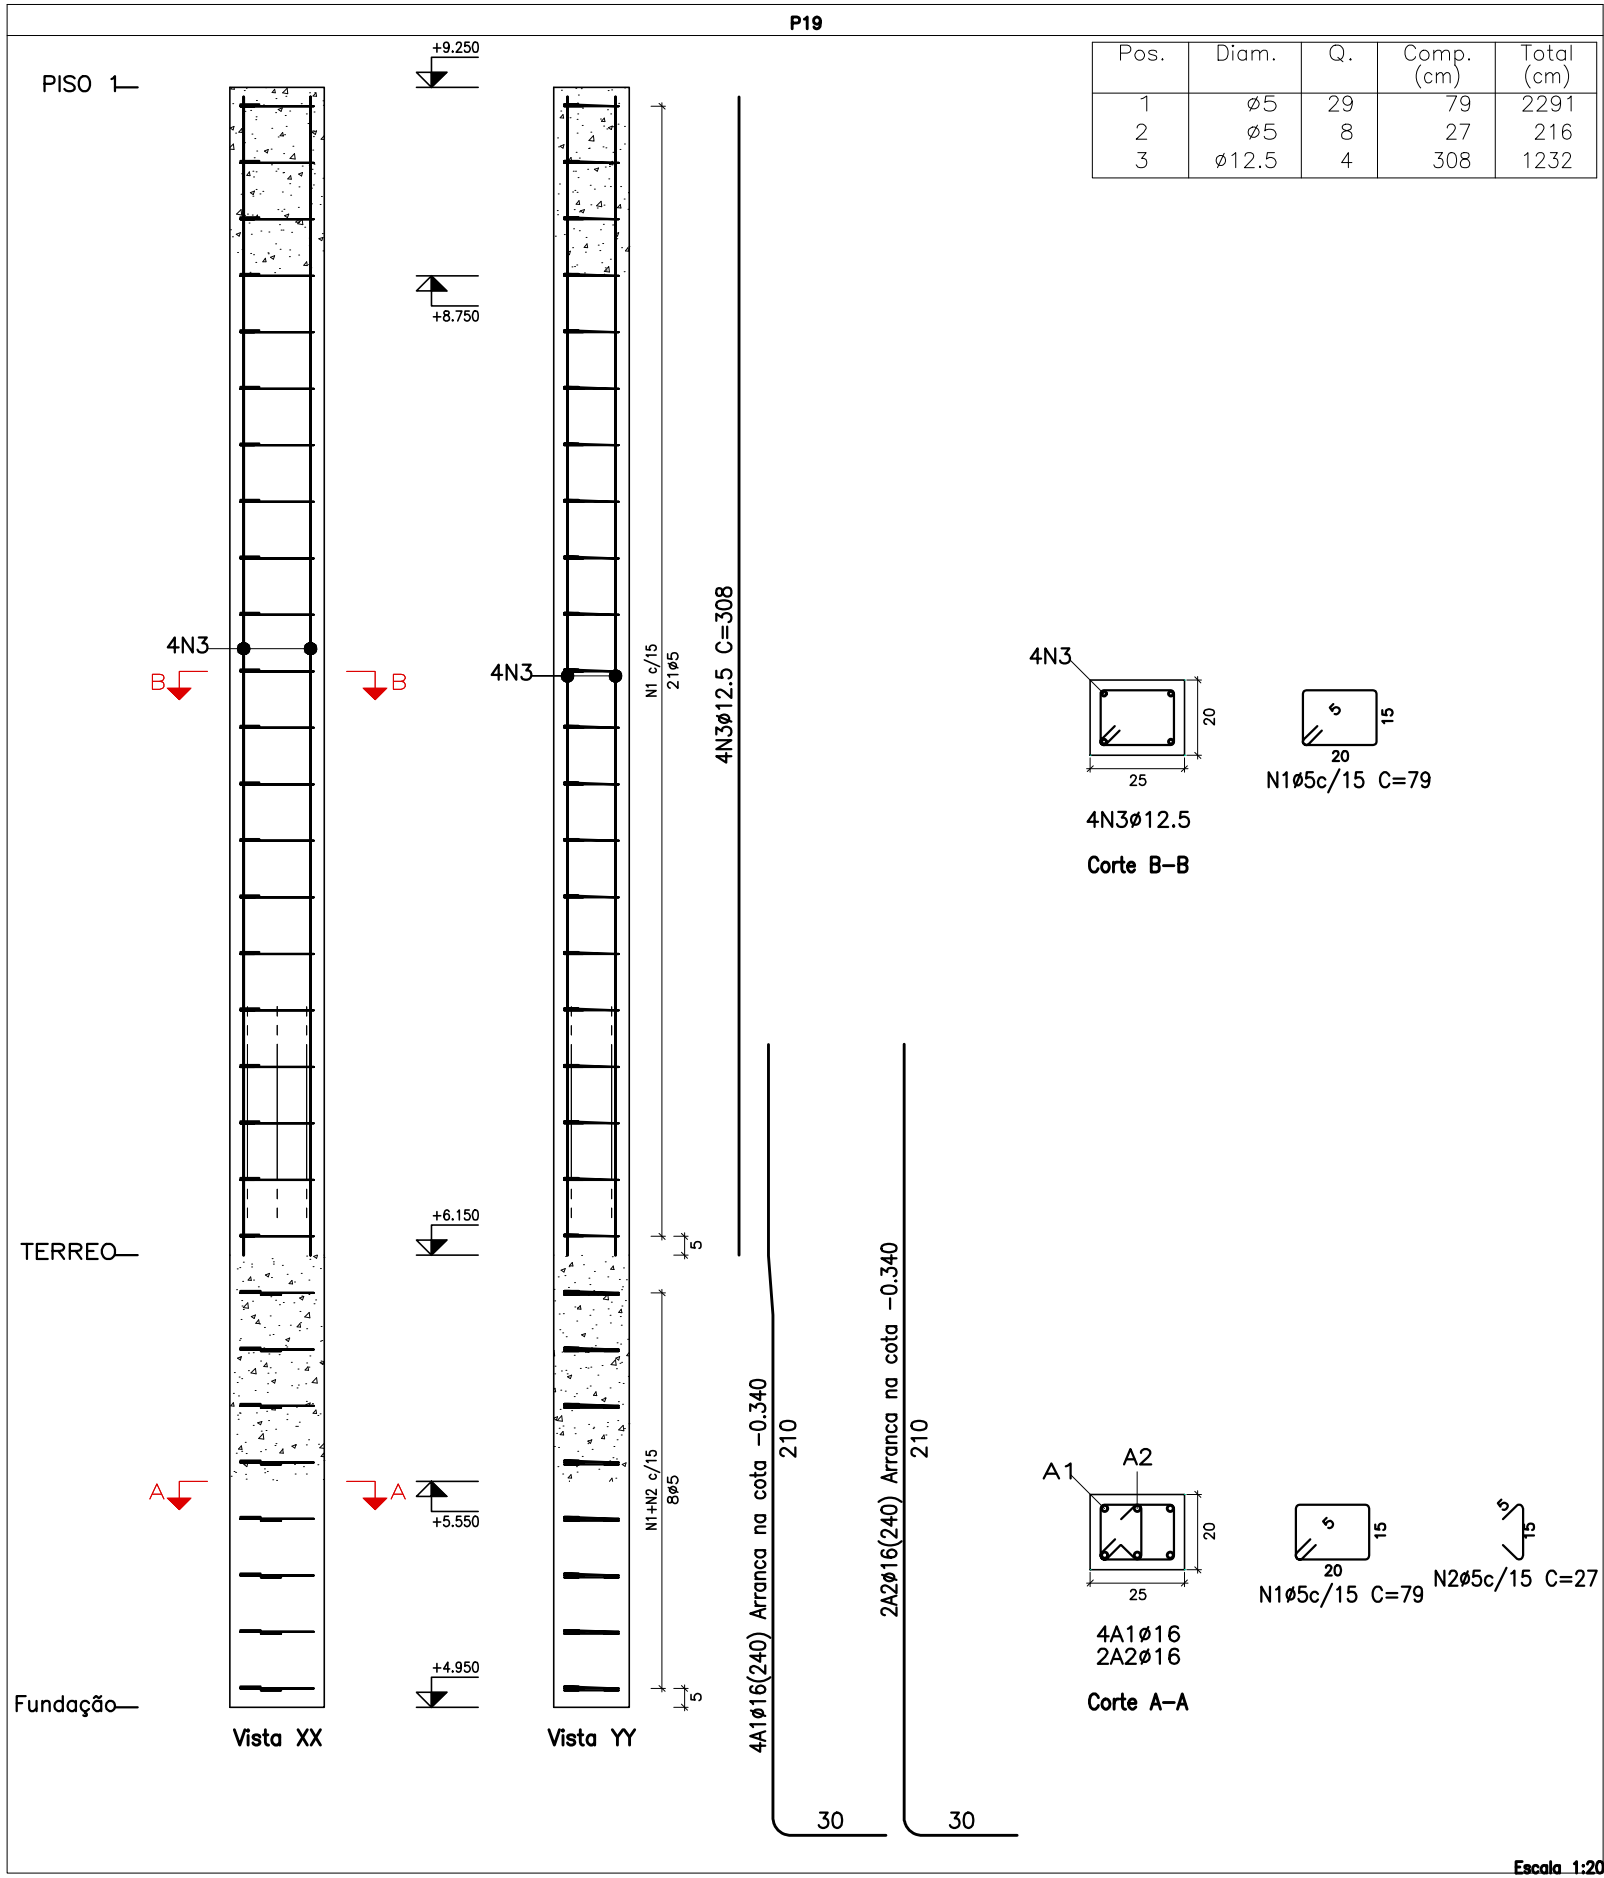 P19
Pos. Diam. Q. Comp. (cm) Total (cm)
1 ø5 29 79 2291
2 ø5 8 27 216
3 ø12.5 4 308 1232
PISO 1
+9.250
+8.750
4N3
B B
4N3
N1 c/15
21ø5
4N3ø12.5 C=308
4N3
20
25
4N3ø12.5
Corte B-B
5
15
20
N1ø5c/15 C=79
TERREO
+6.150
5
A A
+5.550
N1+N2 c/15
8ø5
4A1ø16(240) Arranca na cota -0.340
210
30
2A2ø16(240) Arranca na cota -0.340
210
30
A1
A2
20
25
4A1ø16
2A2ø16
Corte A-A
5
15
20
N1ø5c/15 C=79
5
15
N2ø5c/15 C=27
Fundação
+4.950
5
Vista XX
Vista YY
Escala 1:20